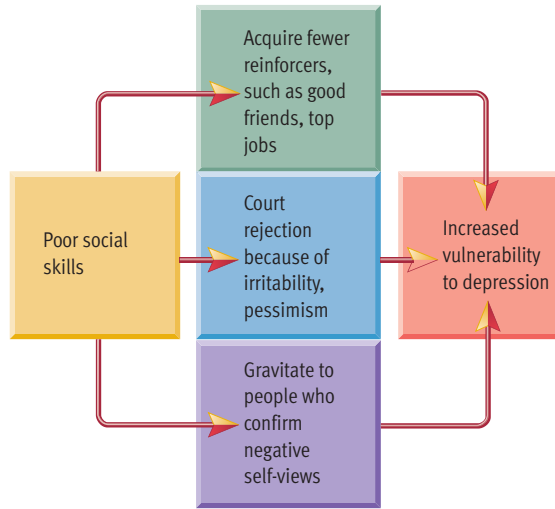 Acquire fewer
reinforcers,
such as good
friends, top
jobs
Poor social
skills
Court
rejection
because of
irritability,
pessimism
Increased
vulnerability
to depression
Gravitate to
people who
confirm
negative
self-views